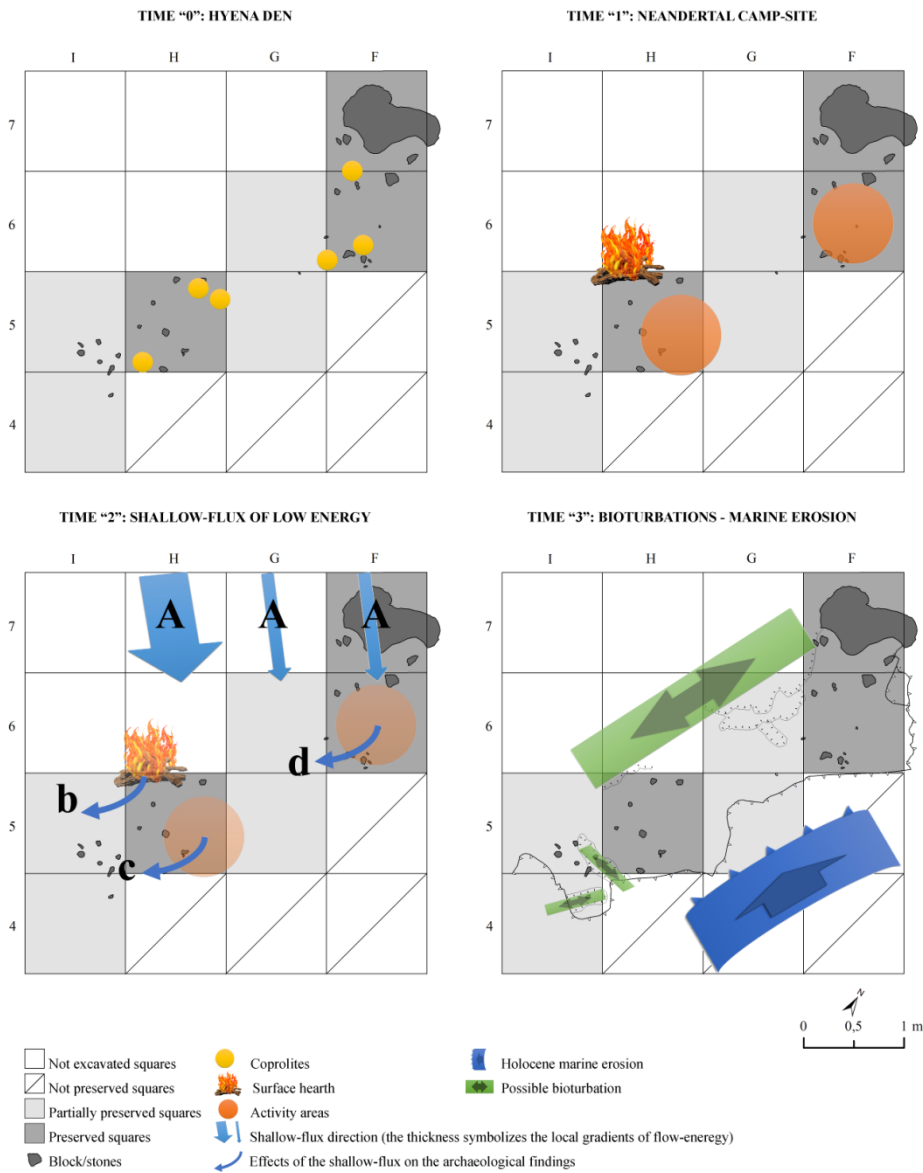 TIME “0”: HYENA DEN
TIME “1”: NEANDERTAL CAMP-SITE
I H G F
I H G F
7
7
6
6
5
5
4
4
TIME “2”: SHALLOW-FLUX OF LOW ENERGY
TIME “3”: BIOTURBATIONS - MARINE EROSION
I H G F
I H G F
7 A A A
7
6 d
6
b
5
5
c
4
4
N
0 0,5 1 m
Not excavated squares
Coprolites
Holocene marine erosion
Not preserved squares
Surface hearth
Possible bioturbation
Partially preserved squares
Activity areas
Preserved squares
Shallow-flux direction (the thickness symbolizes the local gradients of flow-eneregy)
Block/stones
Effects of the shallow-flux on the archaeological findings